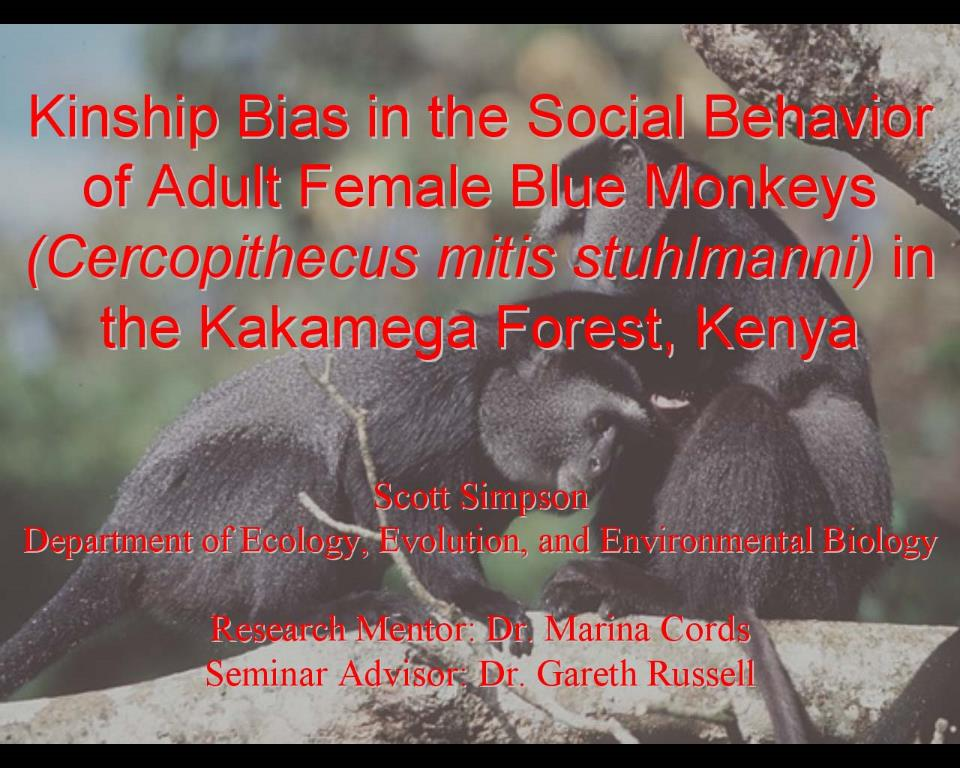 Kinship Bias in the Social Behavior
of Adult Female Blue Monkeys
(Cercopithecus mitis stuhlmanni) in
the Kakamega Forest, Kenya
Scott Simpson
Department of Ecology, Evolution, and Environmental Biology
Research Mentor: Dr. Marina Cords
Seminar Advisor: Dr. Gareth Russell